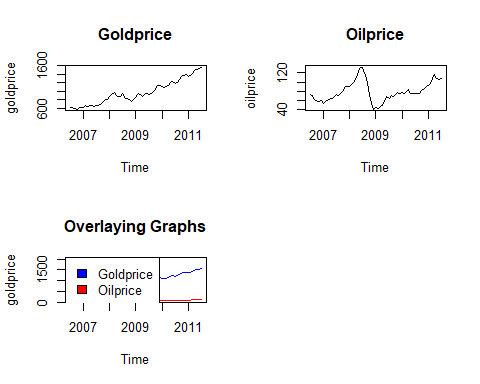 Goldprice
goldprice
600
1600
2007
2009
2011
Time
Oilprice
oilprice
40
120
2007
2009
2011
Time
Overlaying Graphs
goldprice
0
1500
Goldprice
Oilprice
2007
2009
2011
Time